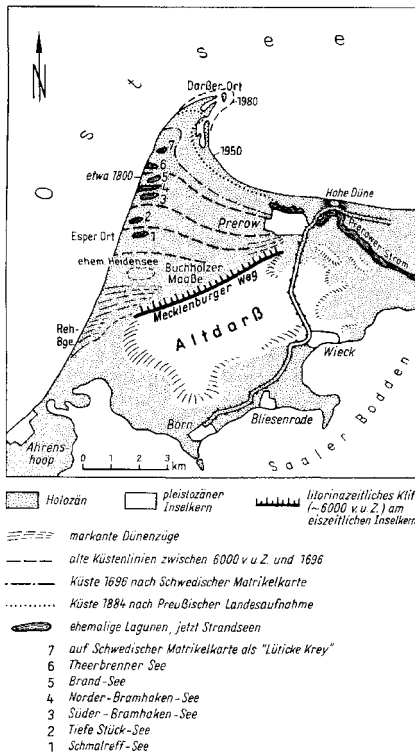 N
O s t s e e
Darßer Ort
1980
1950
etwa 1800
7
6
5
4
3
2
1
Esper Ort
ehem Heidensee
Buchholzer
Maaße
Mecklenburger Weg
Prerow
Hohe Düne
Prerower Strom
Altdarß
Reh-
Bge.
Wieck
Born
Bliesenrade
Ahrens-
hoop
Saaler Bodden
0 1 2 3
km
Holozän
pleistozäner
Inselkern
litorinazeitliches Kliff
(~6000 v.u.Z.) am
eiszeitlichen Inselkern
markante Dünenzüge
alte Küstenlinien zwischen 6000 v.u.Z. und 1696
Küste 1696 nach Schwedischer Matrikelkarte
Küste 1884 nach Preußischer Landesaufnahme
ehemalige Lagunen, jetzt Strandseen
7 auf Schwedischer Matrikelkarte als "Lüticke Krey"
6 Theerbrenner See
5 Brand-See
4 Norder-Bramhaken-See
3 Süder-Bramhaken-See
2 Tiefe Stück-See
1 Schmalreff-See